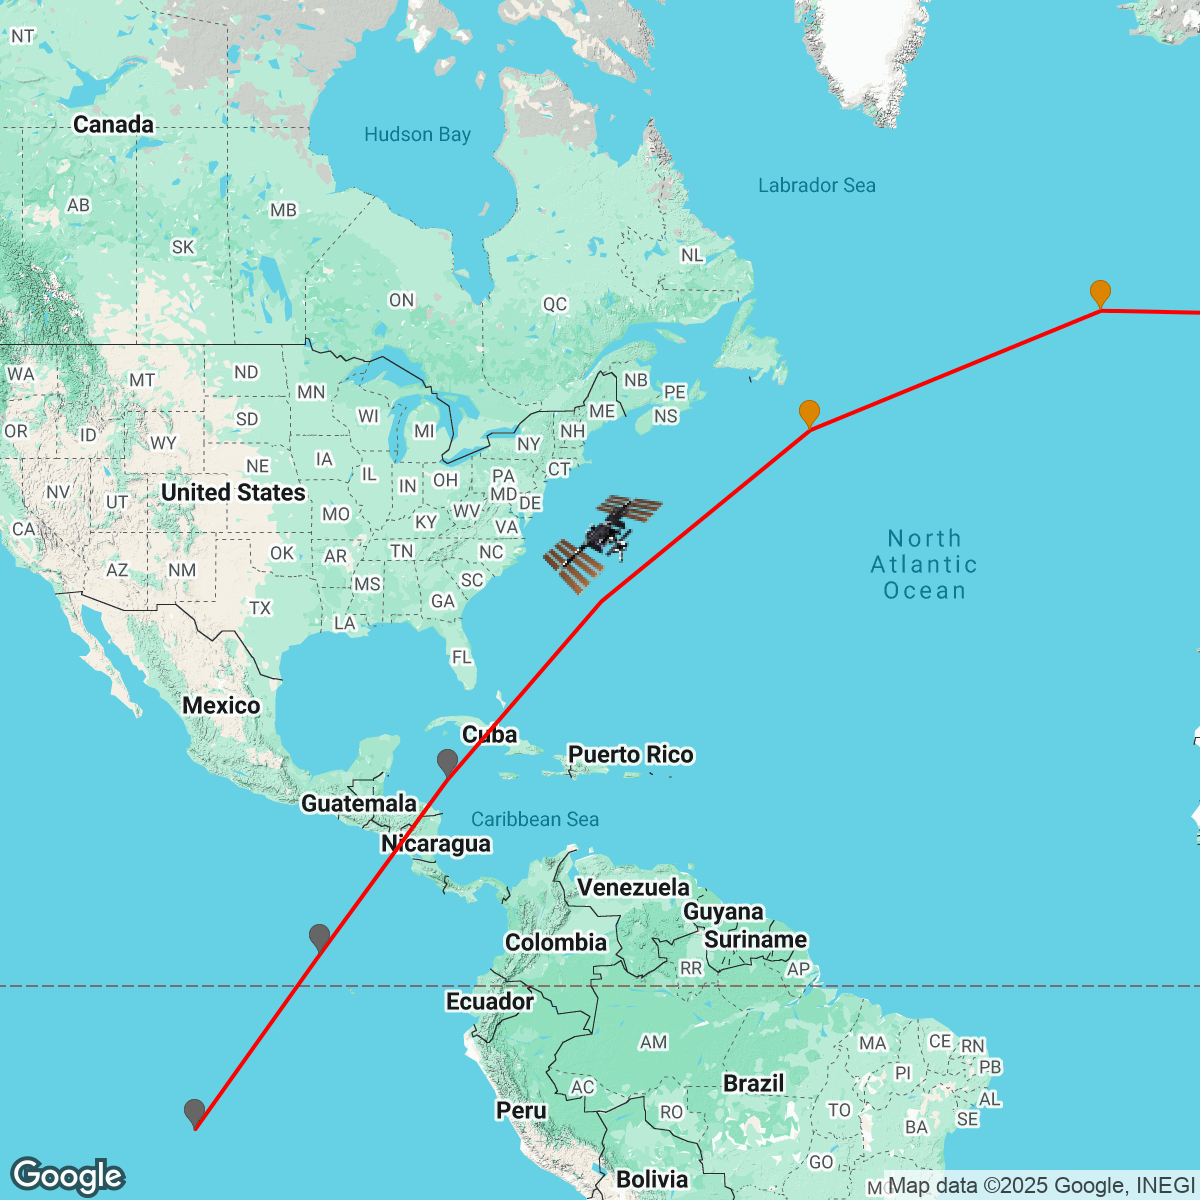 NT
Canada
Hudson Bay
Labrador Sea
AB
MB
SK
NL
ON
QC
WA
MT
ND
MN
NB
PE
ME
NS
OR
ID
WY
SD
WI
MI
NH
NY
CT
NE
IA
IL
IN
OH
PA
MD
DE
NV
UT
United States
CA
MO
KY
WV
VA
AZ
NM
OK
AR
TN
NC
MS
SC
GA
TX
LA
FL
North
Atlantic
Ocean
Mexico
Cuba
Puerto Rico
Guatemala
Caribbean Sea
Nicaragua
Venezuela
Guyana
Suriname
Colombia
RR
AP
Ecuador
AM
MA
CE
RN
PI
PB
AC
Brazil
AL
Peru
RO
TO
SE
BA
GO
Bolivia
MG
Google
Map data ©2025 Google, INEGI